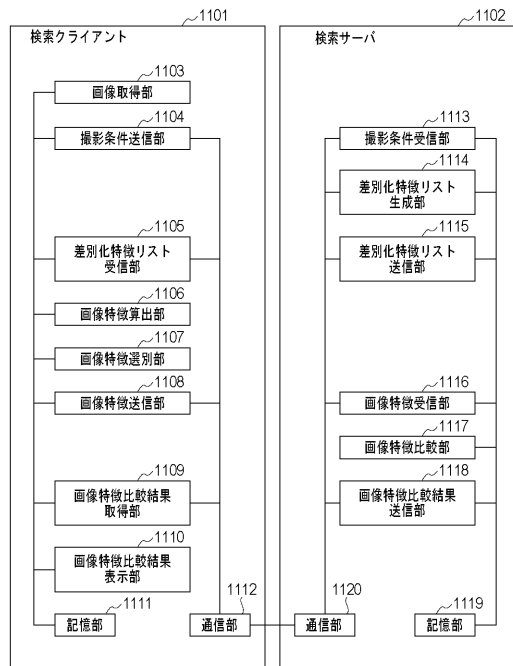 1101
検索クライアント
1103
画像取得部
1104
撮影条件送信部
1105
差別化特徴リスト
受信部
1106
画像特徴算出部
1107
画像特徴選別部
1108
画像特徴送信部
1109
画像特徴比較結果
取得部
1110
画像特徴比較結果
表示部
1111
記憶部
1112
通信部
1102
検索サーバ
1113
撮影条件受信部
1114
差別化特徴リスト
生成部
1115
差別化特徴リスト
送信部
1116
画像特徴受信部
1117
画像特徴比較部
1118
画像特徴比較結果
送信部
1120
通信部
1119
記憶部